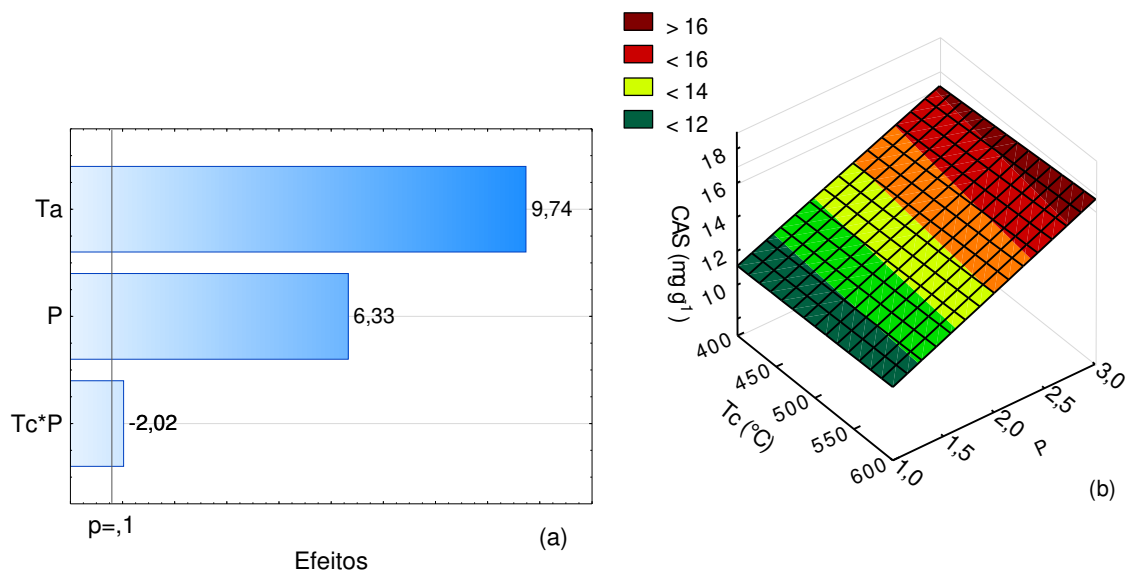 Ta
9,74
P
6,33
Tc*P
-2,02
p=,1
Efeitos
(a)
> 16
< 16
< 14
< 12
18
16
14
12
10
CAS (mg g-1)
400
450
500
550
600
Tc (°C)
1,0
1,5
2,0
2,5
3,0
P
(b)